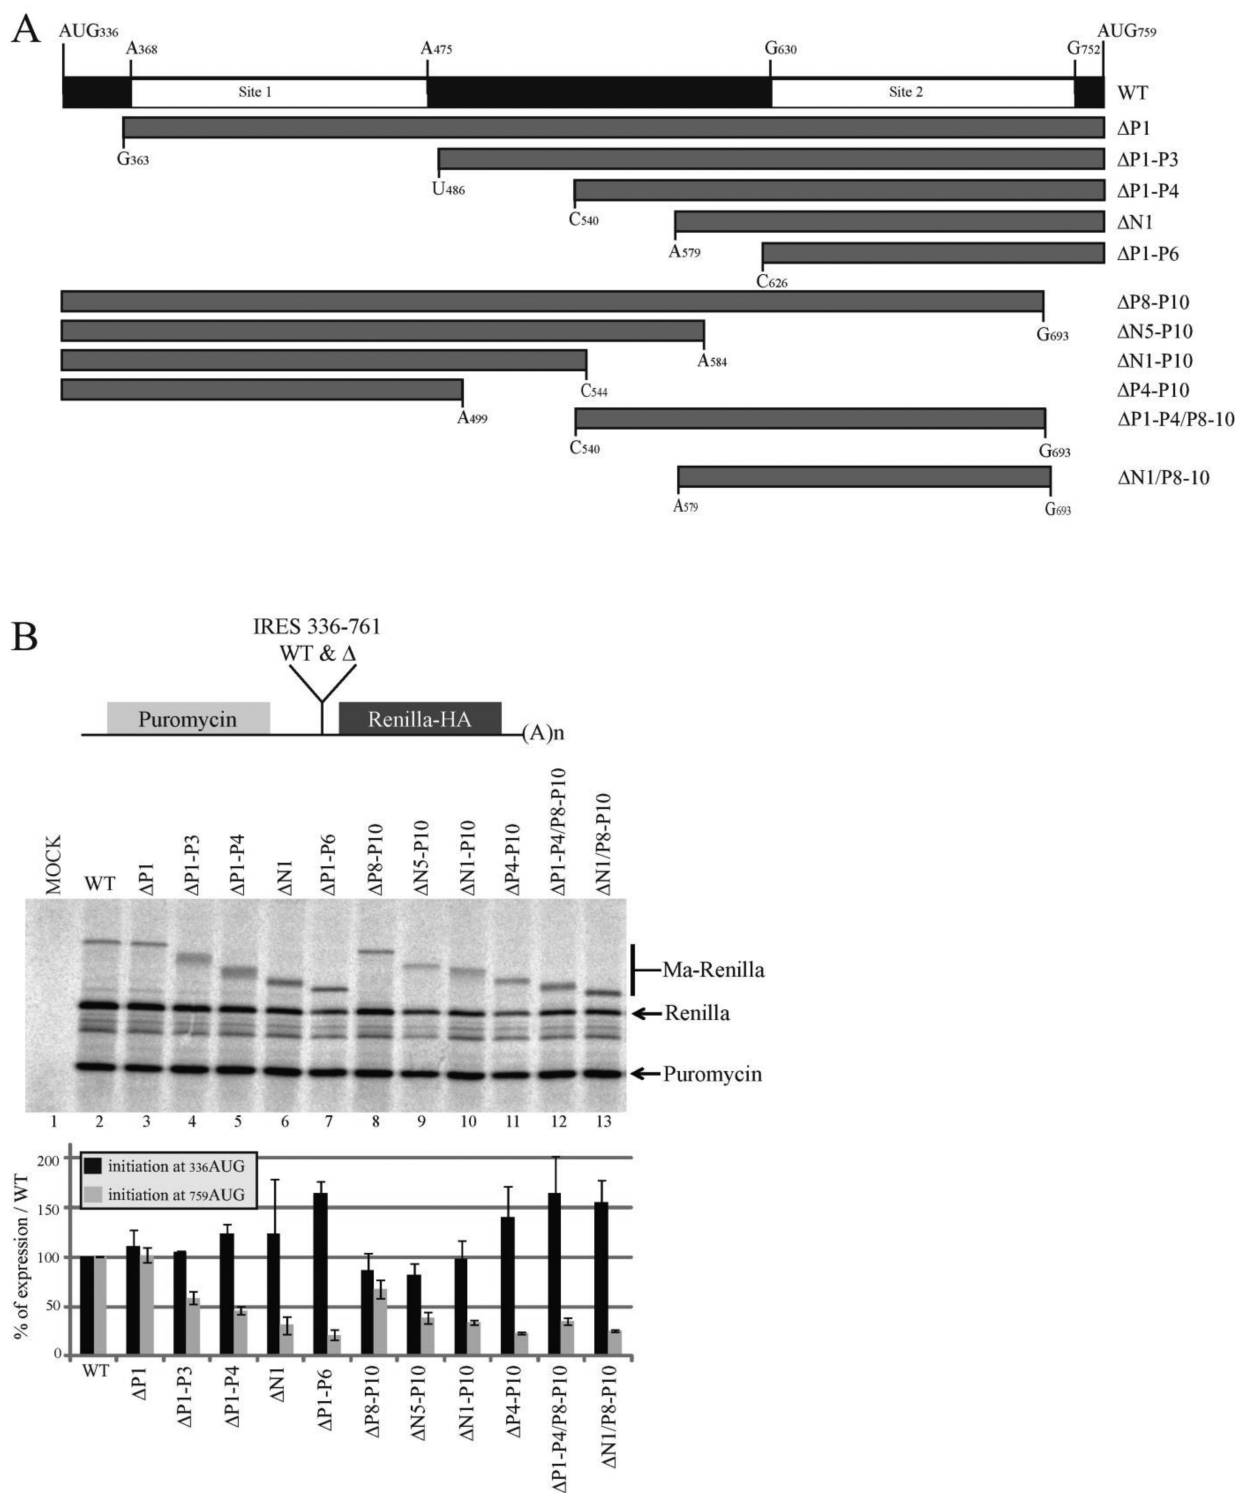 A
AUG336
A368
A475
G630
G752
AUG759
Site 1
Site 2
WT
ΔP1
G363
ΔP1-P3
U486
ΔP1-P4
C540
ΔN1
A579
ΔP1-P6
C626
ΔP8-P10
G693
ΔN5-P10
A584
ΔN1-P10
C544
ΔP4-P10
A499
ΔP1-P4/P8-10
C540
G693
ΔN1/P8-10
A579
G693
B
IRES 336-761
WT & Δ
Puromycin
Renilla-HA
(A)n
MOCK
WT
ΔP1
ΔP1-P3
ΔP1-P4
ΔN1
ΔP1-P6
ΔP8-P10
ΔN5-P10
ΔN1-P10
ΔP4-P10
ΔP1-P4/P8-P10
ΔN1/P8-P10
Ma-Renilla
Renilla
Puromycin
1 2 3 4 5 6 7 8 9 10 11 12 13
% of expression / WT
200
150
100
50
0
initiation at 336AUG
initiation at 759AUG
WT
ΔP1
ΔP1-P3
ΔP1-P4
ΔN1
ΔP1-P6
ΔP8-P10
ΔN5-P10
ΔN1-P10
ΔP4-P10
ΔP1-P4/P8-P10
ΔN1/P8-P10